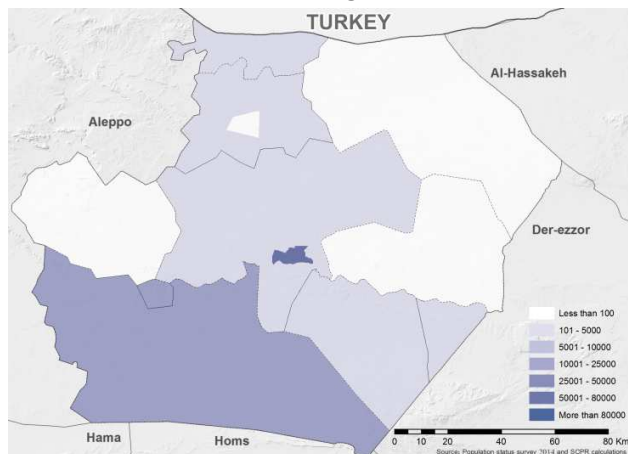 TURKEY
Al-Hassakeh
Aleppo
Der-ezzor
Less than 100
101 - 5000
5001 - 10000
10001 - 25000
25001 - 50000
50001 - 80000
More than 80000
0 5 10 20 40 60 80 Km
Hama
Homs
Source: Population status survey 2014 and SCPR calculations